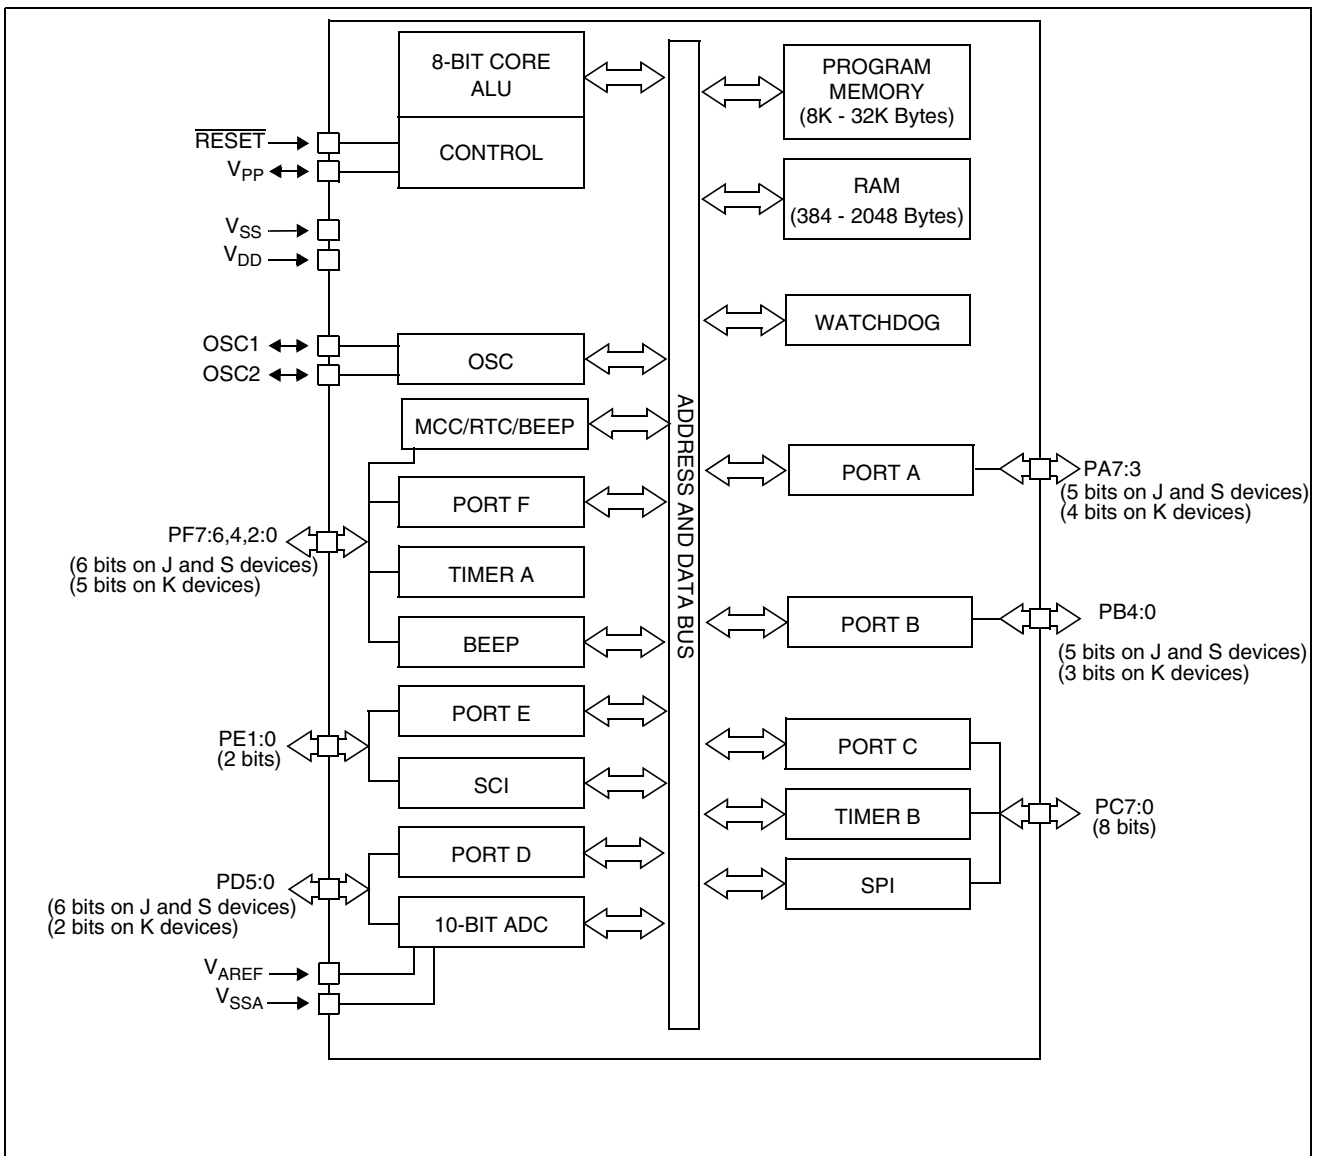 8-BIT CORE
ALU
CONTROL
RESET
VPP
VSS
VDD
OSC1
OSC2
OSC
MCC/RTC/BEEP
PORT F
PF7:6,4,2:0
(6 bits on J and S devices)
(5 bits on K devices)
TIMER A
BEEP
PORT E
PE1:0
(2 bits)
SCI
PORT D
PD5:0
(6 bits on J and S devices)
(2 bits on K devices)
10-BIT ADC
VAREF
VSSA
ADDRESS AND DATA BUS
PROGRAM
MEMORY
(8K - 32K Bytes)
RAM
(384 - 2048 Bytes)
WATCHDOG
PORT A
PA7:3
(5 bits on J and S devices)
(4 bits on K devices)
PORT B
PB4:0
(5 bits on J and S devices)
(3 bits on K devices)
PORT C
TIMER B
PC7:0
(8 bits)
SPI